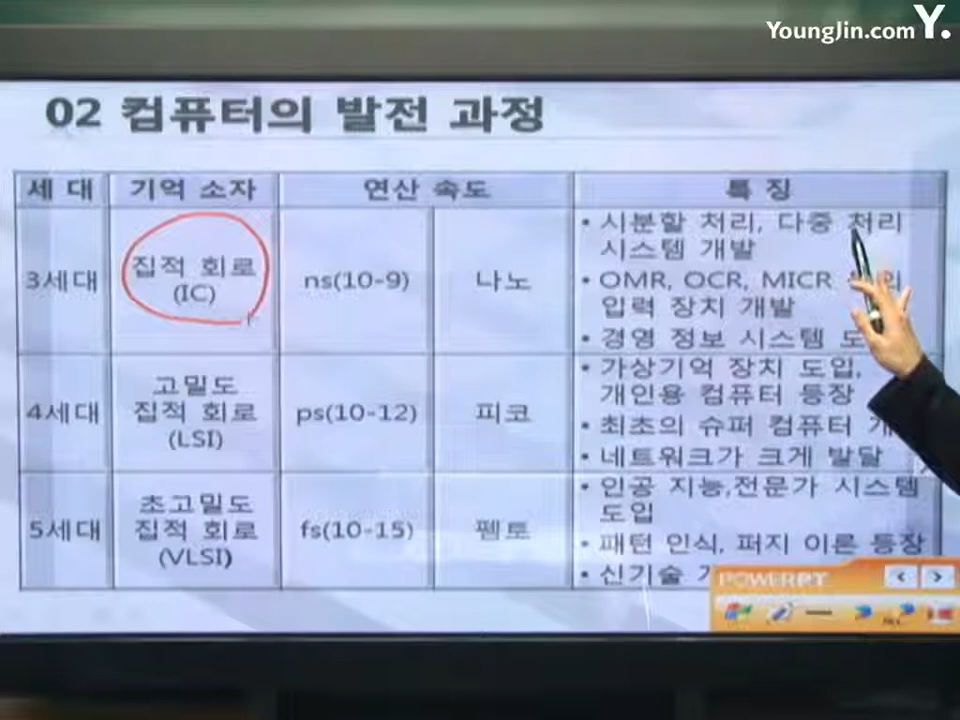 YoungJin.com Y.
02 컴퓨터의 발전 과정
세 대 기억 소자 연산 속도 특 징
3세대
집적 회로
(IC)
ns(10-9)
나노
• 시분할 처리, 다중 처리
시스템 개발
• OMR, OCR, MICR
입력 장치 개발
• 경영 정보 시스템
4세대
고밀도
집적 회로
(LSI)
ps(10-12)
피코
• 가상기억 장치 도입,
개인용 컴퓨터 등장
• 최초의 슈퍼 컴퓨터
• 네트워크가 크게 발달
5세대
초고밀도
집적 회로
(VLSI)
fs(10-15)
펨토
• 인공 지능,전문가 시스템
도입
• 패턴 인식, 퍼지 이론 등장
• 신기술
POWERPT